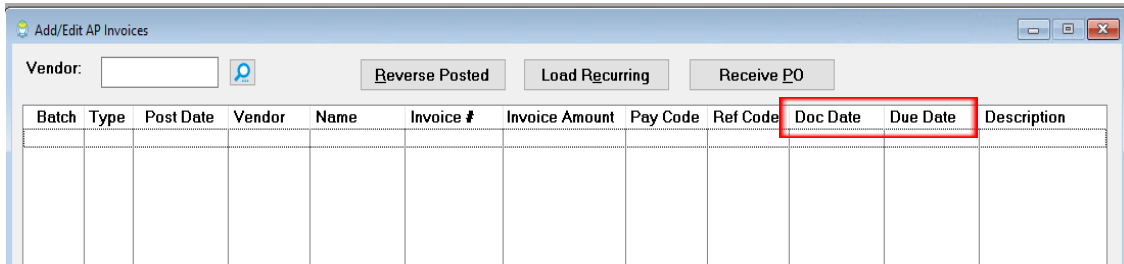 Add/Edit AP Invoices
Vendor: Reverse Posted Load Recurring Receive PO
Batch Type Post Date Vendor Name Invoice # Invoice Amount Pay Code Ref Code Doc Date Due Date Description